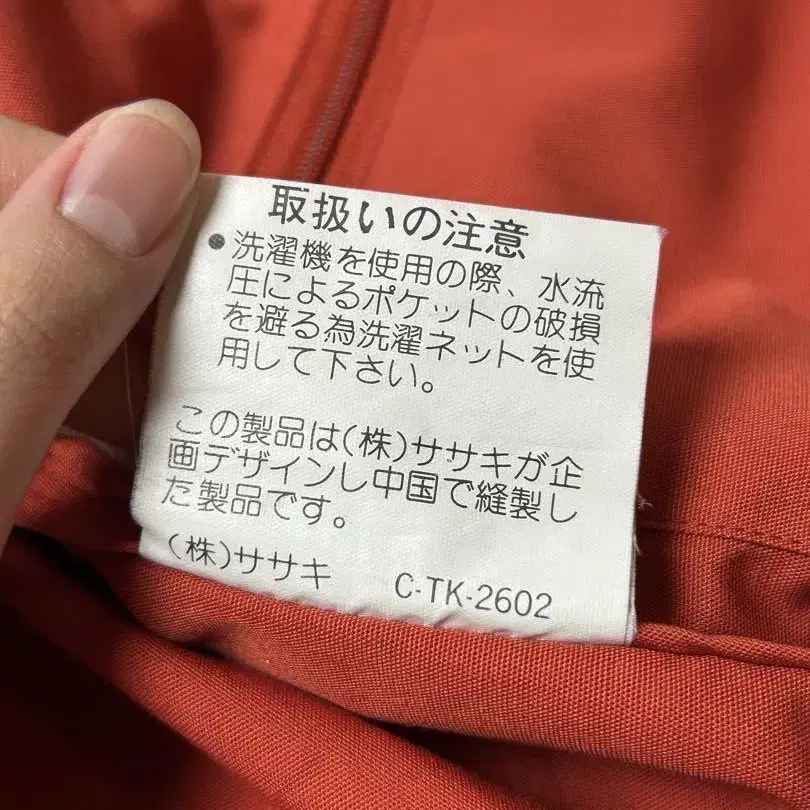 取扱いの注意
●洗濯機を使用の際、水流
圧によるポケットの破損
を避る為洗濯ネットを使
用して下さい。
この製品は(株)ササキが企
画デザインし中国で縫製し
た製品です。
(株)ササキ C-TK-2602